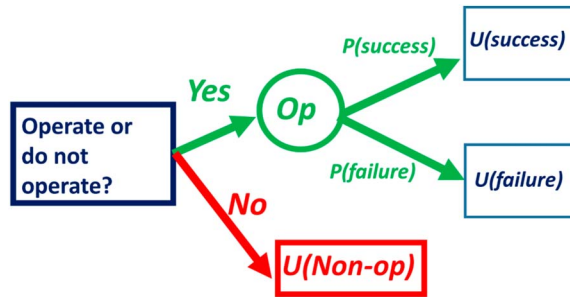 Operate or
do not
operate?
Yes
Op
P(success)
U(success)
P(failure)
U(failure)
No
U(Non-op)